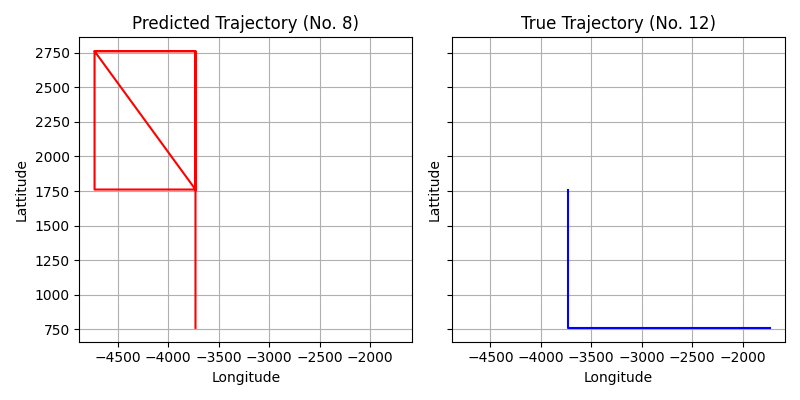 Predicted Trajectory (No. 8)
True Trajectory (No. 12)
Lattitude
2750
2500
2250
2000
1750
1500
1250
1000
750
−4500 −4000 −3500 −3000 −2500 −2000
Longitude
Lattitude
−4500 −4000 −3500 −3000 −2500 −2000
Longitude